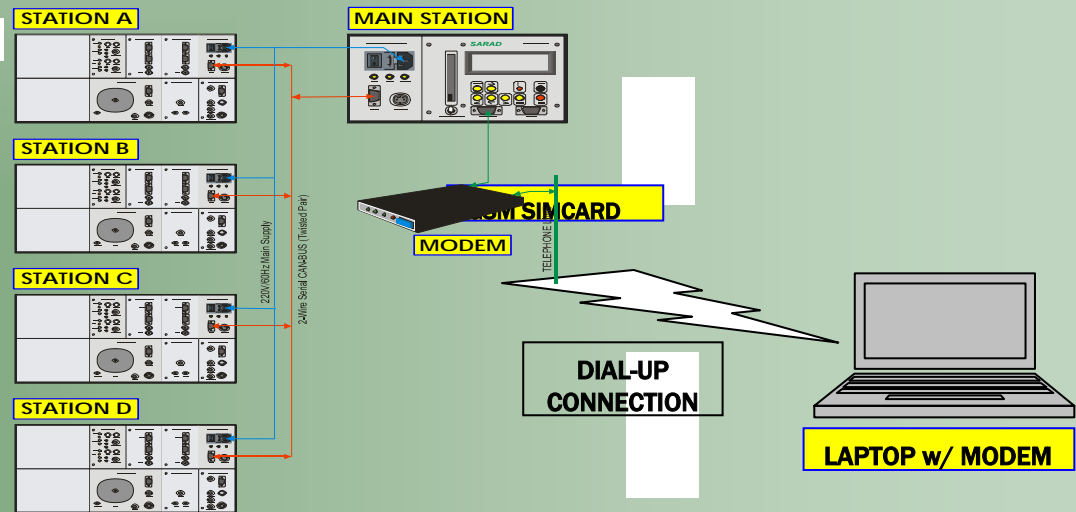 STATION A
MAIN STATION
SARAD
STATION B
SIMCARD
MODEM
220V/60Hz Main Supply
2-Wire Serial CAN-BUS (Twisted Pair)
TELEPHONE
STATION C
DIAL-UP
CONNECTION
STATION D
LAPTOP w/ MODEM